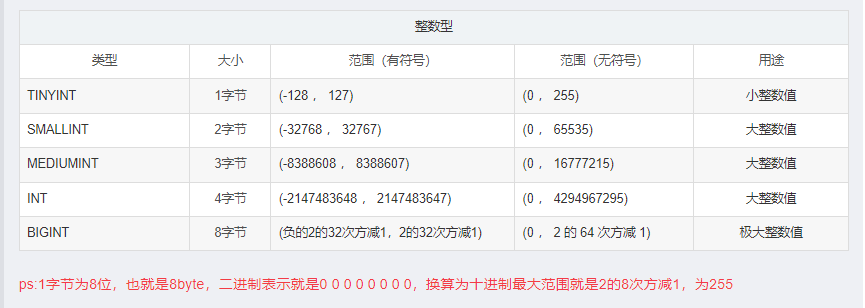 整数型
类型 大小 范围（有符号） 范围（无符号） 用途
TINYINT 1字节 (-128 ， 127) (0 ， 255) 小整数值
SMALLINT 2字节 (-32768 ， 32767) (0 ， 65535) 大整数值
MEDIUMINT 3字节 (-8388608 ， 8388607) (0 ， 16777215) 大整数值
INT 4字节 (-2147483648 ， 2147483647) (0 ， 4294967295) 大整数值
BIGINT 8字节 (负的2的32次方减1，2的32次方减1) (0 ， 2 的 64 次方减 1) 极大整数值
ps:1字节为8位，也就是8byte，二进制表示就是0 0 0 0 0 0 0 0，换算为十进制最大范围就是2的8次方减1，为255